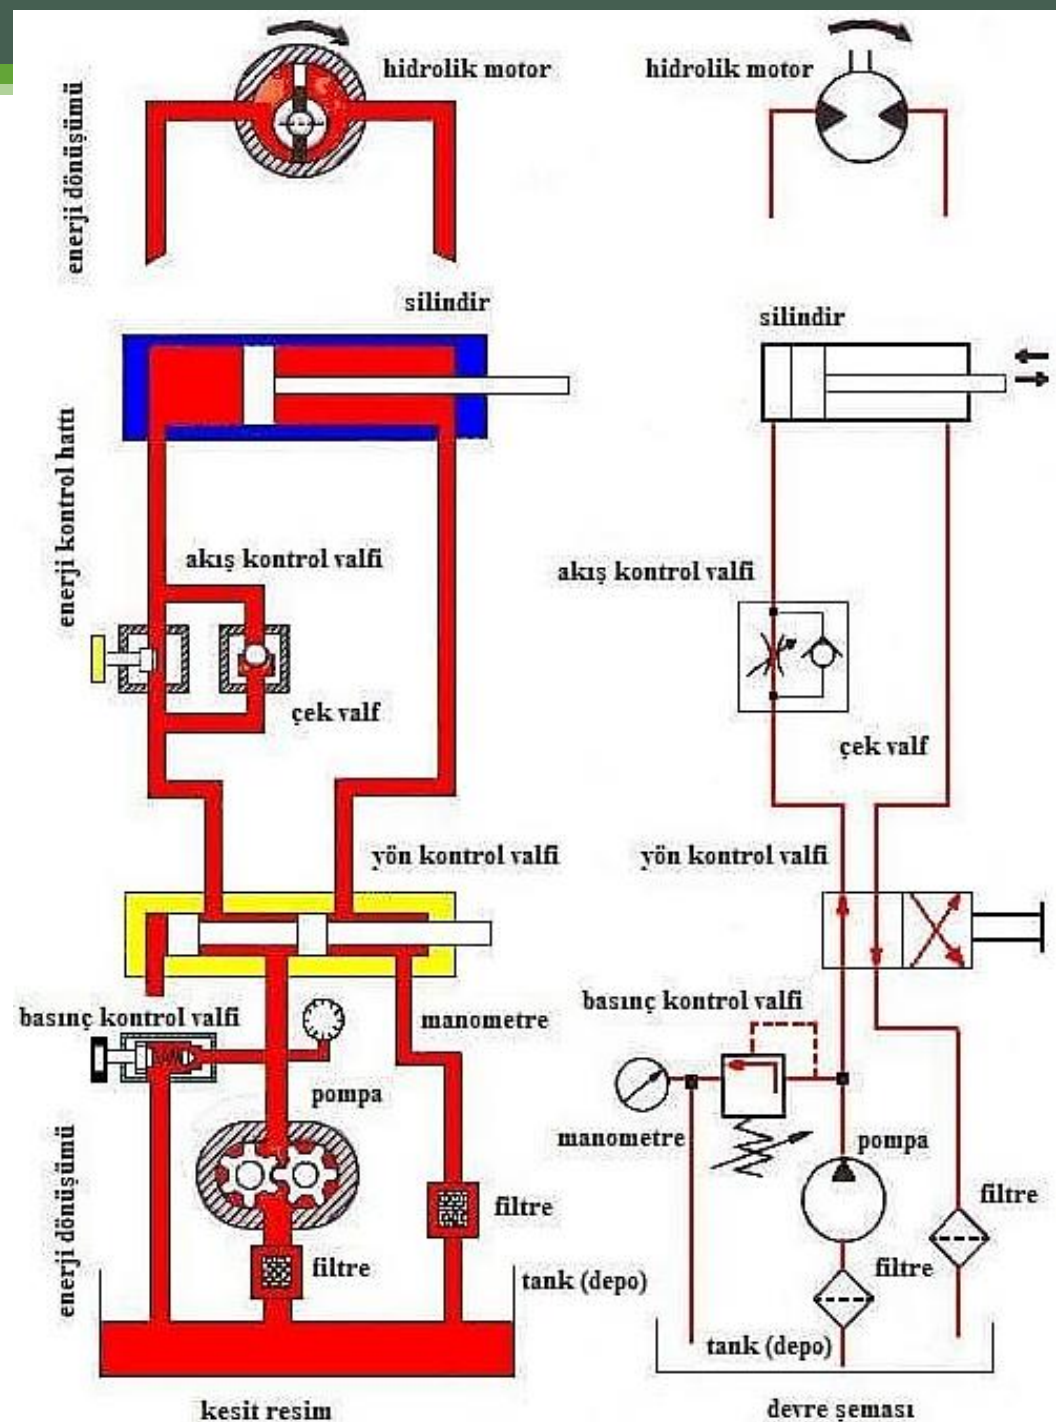 enerji dönüşümü
hidrolik motor
hidrolik motor
silindir
silindir
enerji kontrol hattı
akış kontrol valfi
akış kontrol valfi
çek valf
çek valf
yön kontrol valfi
yön kontrol valfi
basınç kontrol valfi
manometre
basınç kontrol valfi
pompa
manometre
pompa
enerji dönüşümü
filtre
filtre
filtre
filtre
tank (depo)
tank (depo)
kesit resim
devre şeması